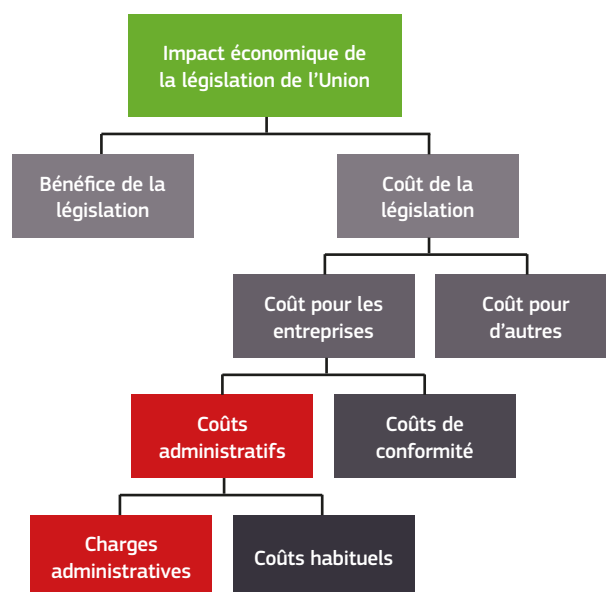 Impact économique de
la législation de l’Union
Bénéfice de la
législation
Coût de la
législation
Coût pour les
entreprises
Coût pour
d’autres
Coûts
administratifs
Coûts de
conformité
Charges
administratives
Coûts habituels